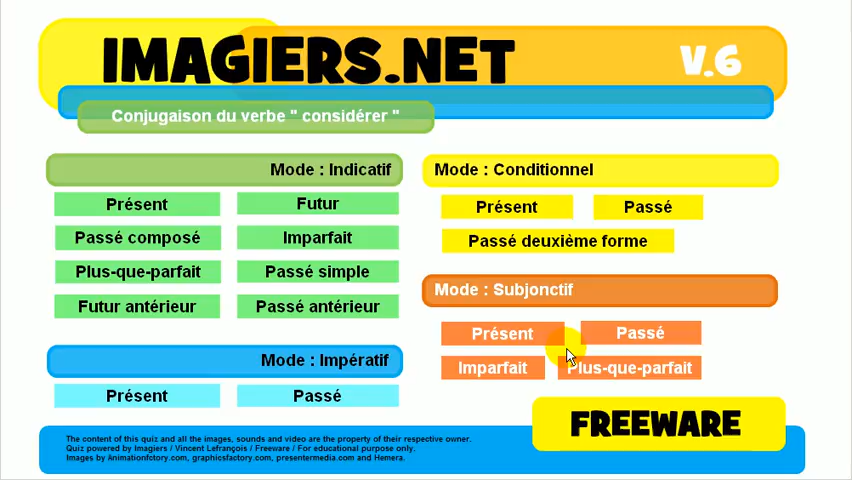 IMAGIERS.NET
V.6
Conjugaison du verbe " considérer "
Mode : Indicatif
Présent
Futur
Passé composé
Imparfait
Plus-que-parfait
Passé simple
Futur antérieur
Passé antérieur
Mode : Impératif
Présent
Passé
Mode : Conditionnel
Présent
Passé
Passé deuxième forme
Mode : Subjonctif
Présent
Passé
Imparfait
Plus-que-parfait
FREEWARE
The content of this quiz and all the images, sounds and video are the property of their respective owner.
Quiz powered by Imagiers / Vincent Lefrançois / Freeware / For educational purpose only.
Images by Animationfctory.com, graphicsfactory.com, presentermedia.com and Hemera.